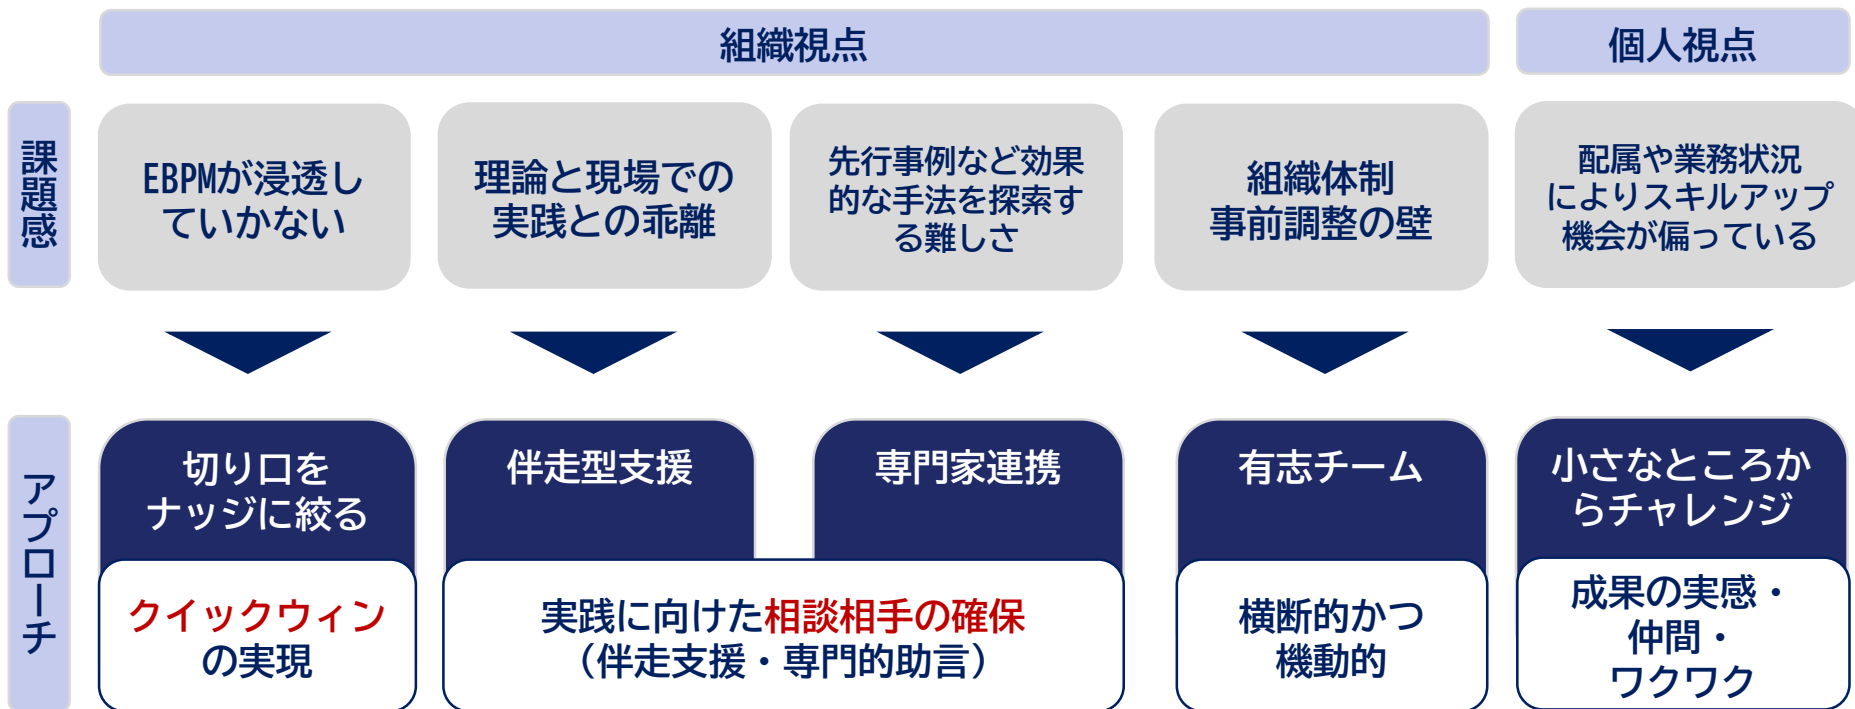 組織視点
個人視点
課題感
EBPMが浸透し
ていかない
理論と現場での
実践との乖離
先行事例など効果
的な手法を探索す
る難しさ
組織体制
事前調整の壁
配属や業務状況
によりスキルアップ
機会が偏っている
アプローチ
切り口を
ナッジに絞る
伴走型支援
専門家連携
有志チーム
小さなところか
らチャレンジ
クイックウィン
の実現
実践に向けた相談相手の確保
（伴走支援・専門的助言）
横断的かつ
機動的
成果の実感・
仲間・
ワクワク